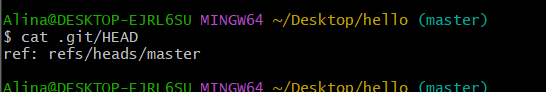 Alina@DESKTOP-EJRL6SU MINGW64 ~/Desktop/hello (master)
$ cat .git/HEAD
ref: refs/heads/master
Alina@DESKTOP-EJRL6SU MINGW64 ~/Desktop/hello (master)